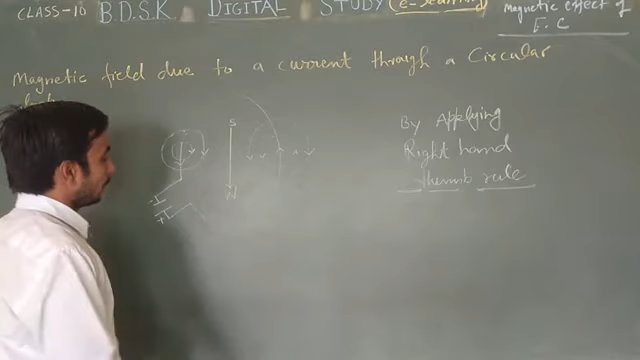 CLASS-10 B.D.S.K DIGITAL STUDY (e-learning)
Magnetic effect of
E.C
Magnetic field due to a current through a Circular
S
N
By Applying
Right hand
Thumb rule